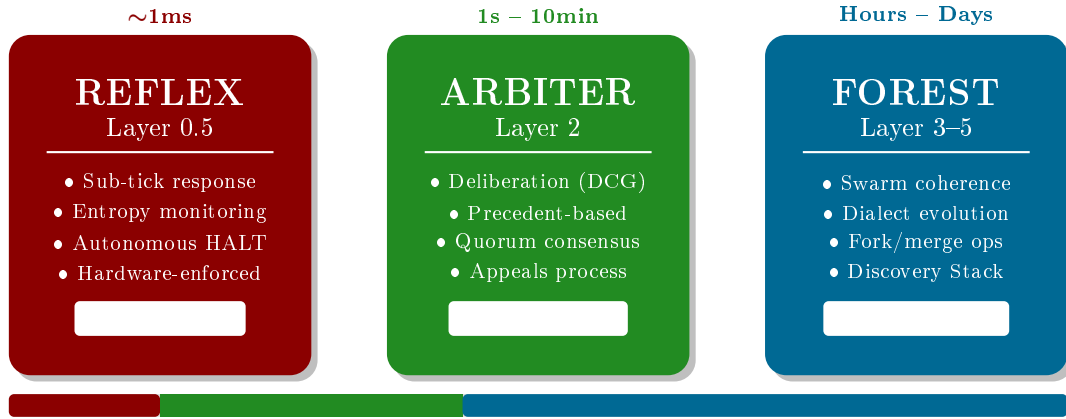 ~1ms
REFLEX
Layer 0.5
• Sub-tick response
• Entropy monitoring
• Autonomous HALT
• Hardware-enforced
1s – 10min
ARBITER
Layer 2
• Deliberation (DCG)
• Precedent-based
• Quorum consensus
• Appeals process
Hours – Days
FOREST
Layer 3–5
• Swarm coherence
• Dialect evolution
• Fork/merge ops
• Discovery Stack